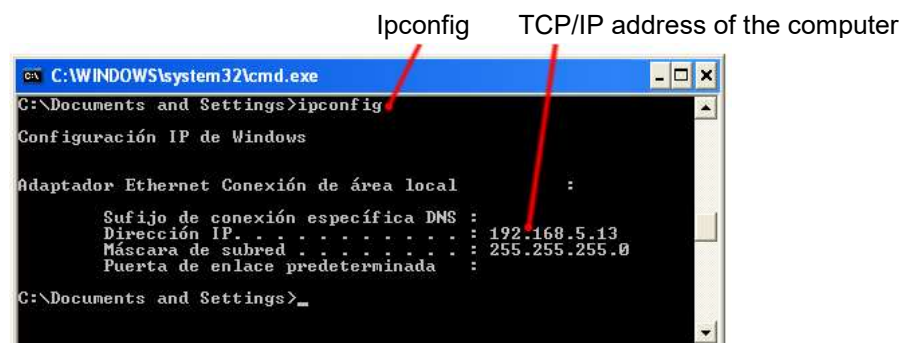 Ipconfig TCP/IP address of the computer
C:\WINDOWS\system32\cmd.exe
C:\Documents and Settings>ipconfig
Configuración IP de Windows
Adaptador Ethernet Conexión de área local :
Sufijo de conexión específica DNS :
Dirección IP. . . . . . . . . . . : 192.168.5.13
Máscara de subred . . . . . . . . : 255.255.255.0
Puerta de enlace predeterminada :
C:\Documents and Settings>_